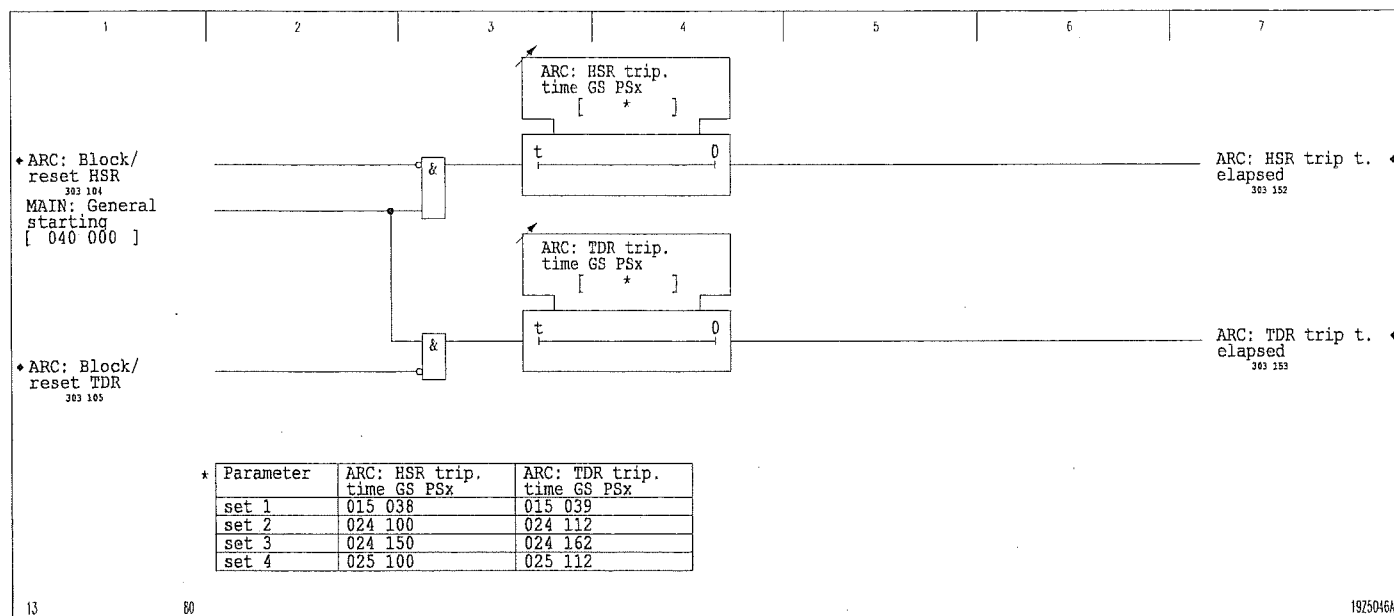 1 2 3 4 5 6 7
ARC: HSR trip.
time GS PSx
[ * ]
t 0
♦ ARC: Block/
reset HSR
303 104
&
ARC: HSR trip t. ♦
elapsed
303 152
MAIN: General
starting
[ 040 000 ]
ARC: TDR trip.
time GS PSx
[ * ]
t 0
&
ARC: TDR trip t. ♦
elapsed
303 153
♦ ARC: Block/
reset TDR
303 105
* Parameter ARC: HSR trip. ARC: TDR trip.
time GS PSx time GS PSx
set 1 015 038 015 039
set 2 024 100 024 112
set 3 024 150 024 162
set 4 025 100 025 112
13 80 19Z5046A